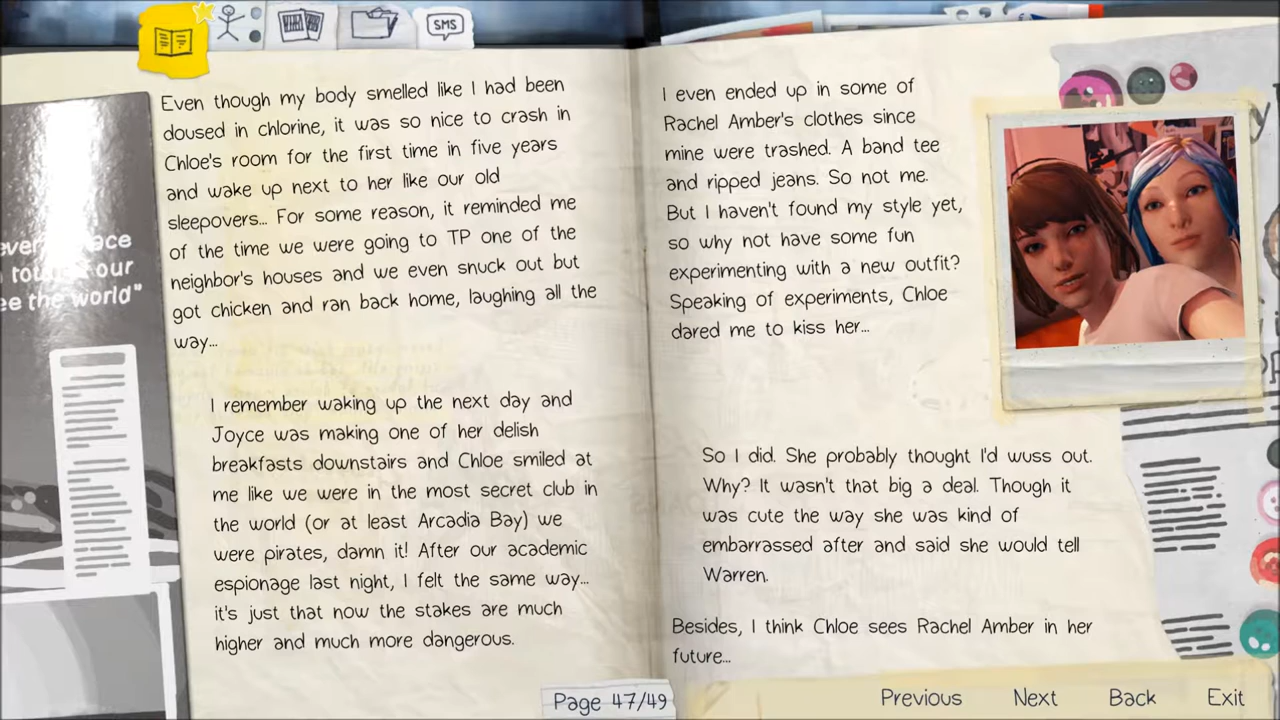 SMS
ever
ace
our
ee the world"
Even though my body smelled like I had been
doused in chlorine, it was so nice to crash in
Chloe's room for the first time in five years
and wake up next to her like our old
sleepovers... For some reason, it reminded me
of the time we were going to TP one of the
neighbor's houses and we even snuck out but
got chicken and ran back home, laughing all the
way...
I remember waking up the next day and
Joyce was making one of her delish
breakfasts downstairs and Chloe smiled at
me like we were in the most secret club in
the world (or at least Arcadia Bay) we
were pirates, damn it! After our academic
espionage last night, I felt the same way...
it's just that now the stakes are much
higher and much more dangerous.
I even ended up in some of
Rachel Amber's clothes since
mine were trashed. A band tee
and ripped jeans. So not me.
But I haven't found my style yet,
so why not have some fun
experimenting with a new outfit?
Speaking of experiments, Chloe
dared me to kiss her...
So I did. She probably thought I'd wuss out.
Why? It wasn't that big a deal. Though it
was cute the way she was kind of
embarrassed after and said she would tell
Warren.
Besides, I think Chloe sees Rachel Amber in her
future...
Page 47/49
Previous Next Back Exit